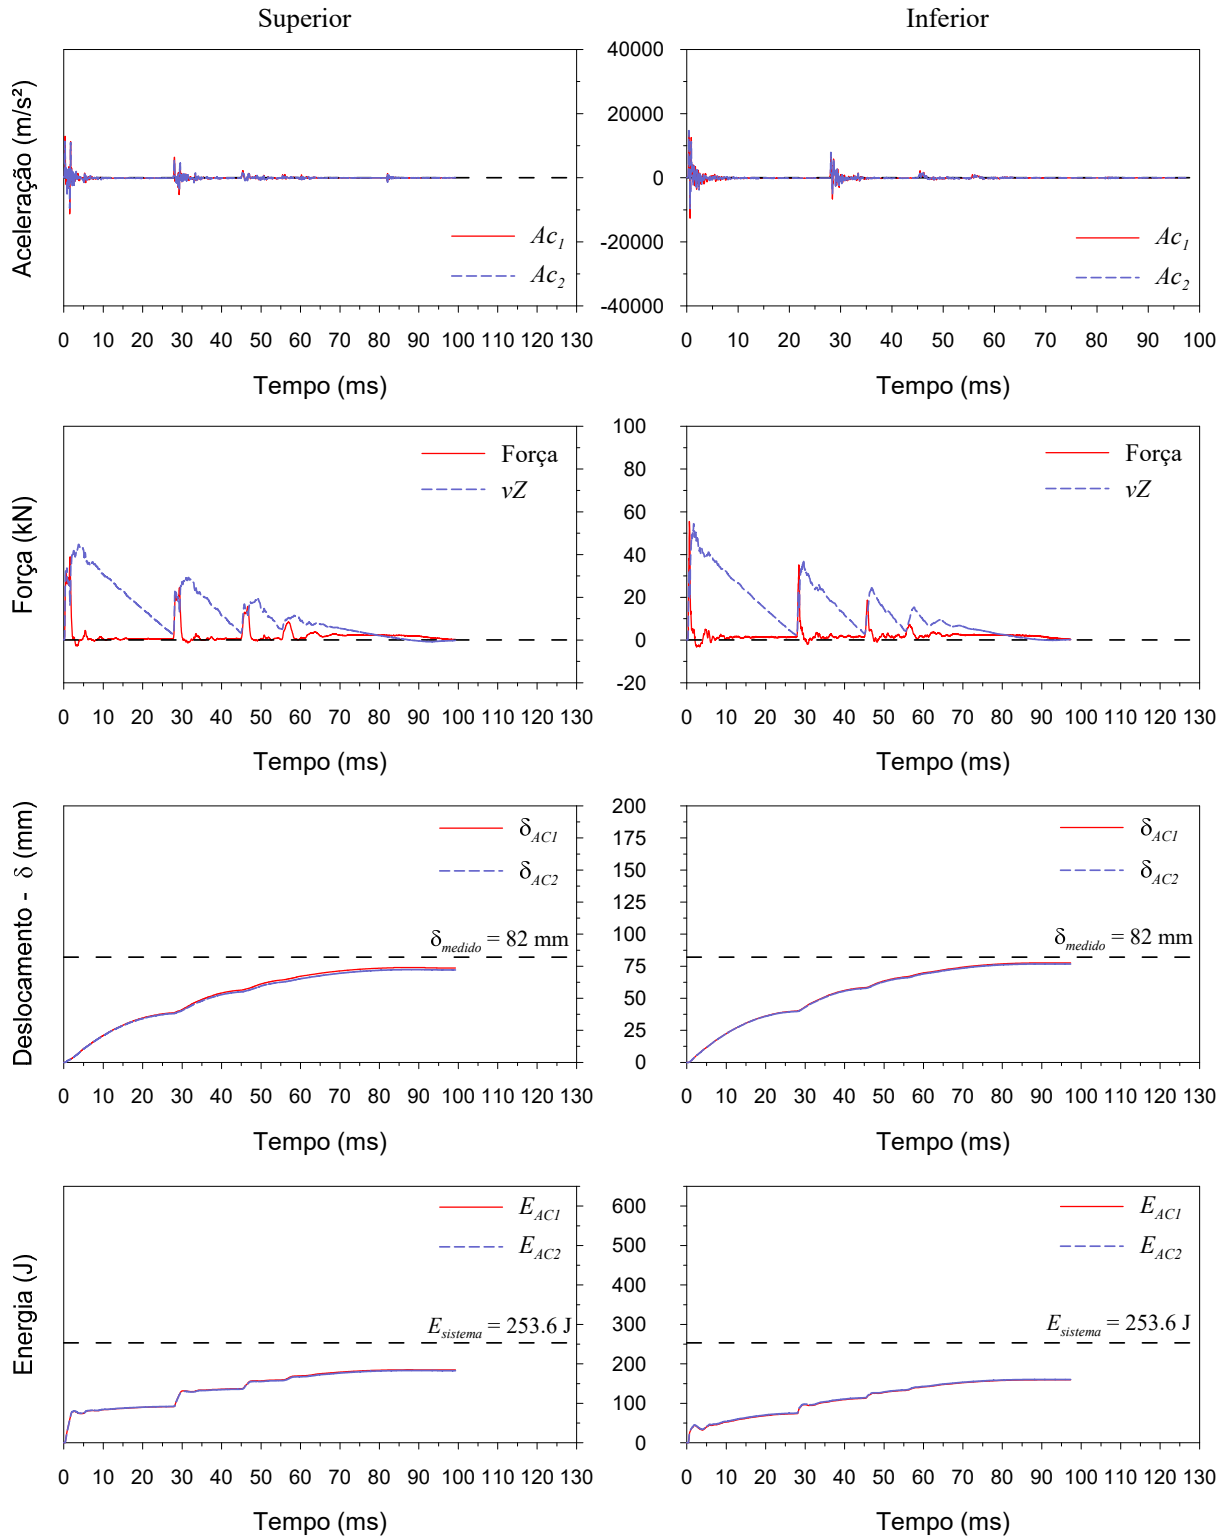 Superior
Inferior
Aceleração (m/s²)
40000
20000
0
-20000
-40000
Ac1
Ac2
Ac1
Ac2
0 10 20 30 40 50 60 70 80 90 100 110 120 130
0 10 20 30 40 50 60 70 80 90 100
Tempo (ms)
Tempo (ms)
Força (kN)
100
80
60
40
20
0
-20
Força
vZ
Força
vZ
0 10 20 30 40 50 60 70 80 90 100 110 120 130
0 10 20 30 40 50 60 70 80 90 100 110 120 130
Tempo (ms)
Tempo (ms)
Deslocamento - δ (mm)
200
175
150
125
100
75
50
25
0
δAC1
δAC2
δmedido = 82 mm
δAC1
δAC2
δmedido = 82 mm
0 10 20 30 40 50 60 70 80 90 100 110 120 130
0 10 20 30 40 50 60 70 80 90 100 110 120 130
Tempo (ms)
Tempo (ms)
Energia (J)
600
500
400
300
200
100
0
EAC1
EAC2
Esistema = 253.6 J
EAC1
EAC2
Esistema = 253.6 J
0 10 20 30 40 50 60 70 80 90 100 110 120 130
0 10 20 30 40 50 60 70 80 90 100 110 120 130
Tempo (ms)
Tempo (ms)